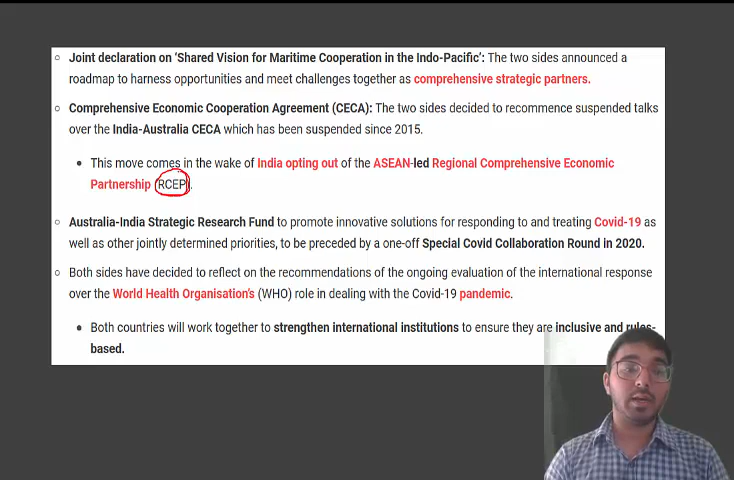 Joint declaration on ‘Shared Vision for Maritime Cooperation in the Indo-Pacific’: The two sides announced a
roadmap to harness opportunities and meet challenges together as comprehensive strategic partners.
Comprehensive Economic Cooperation Agreement (CECA): The two sides decided to recommence suspended talks
over the India-Australia CECA which has been suspended since 2015.
This move comes in the wake of India opting out of the ASEAN-led Regional Comprehensive Economic
Partnership (RCEP).
Australia-India Strategic Research Fund to promote innovative solutions for responding to and treating Covid-19 as
well as other jointly determined priorities, to be preceded by a one-off Special Covid Collaboration Round in 2020.
Both sides have decided to reflect on the recommendations of the ongoing evaluation of the international response
over the World Health Organisation’s (WHO) role in dealing with the Covid-19 pandemic.
Both countries will work together to strengthen international institutions to ensure they are inclusive and rules-
based.